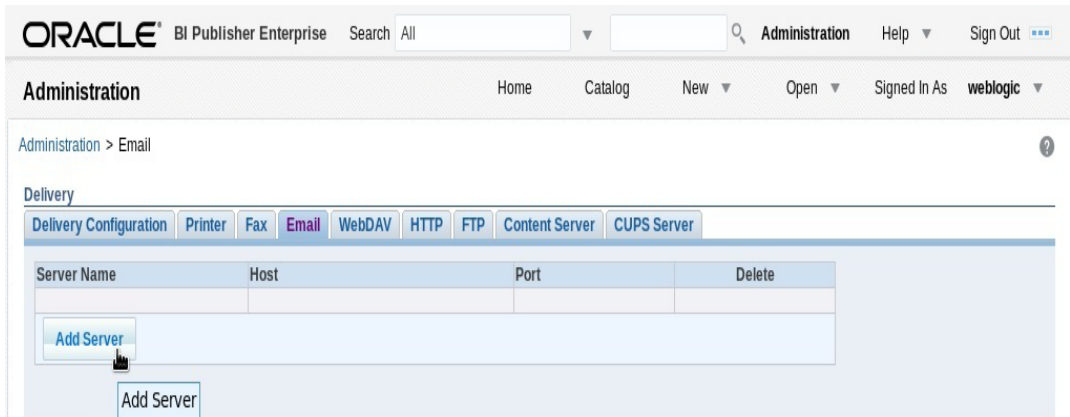 ORACLE BI Publisher Enterprise Search All Administration Help Sign Out
Administration Home Catalog New Open Signed In As weblogic
Administration > Email
Delivery
Delivery Configuration Printer Fax Email WebDAV HTTP FTP Content Server CUPS Server
Server Name Host Port Delete
Add Server
Add Server